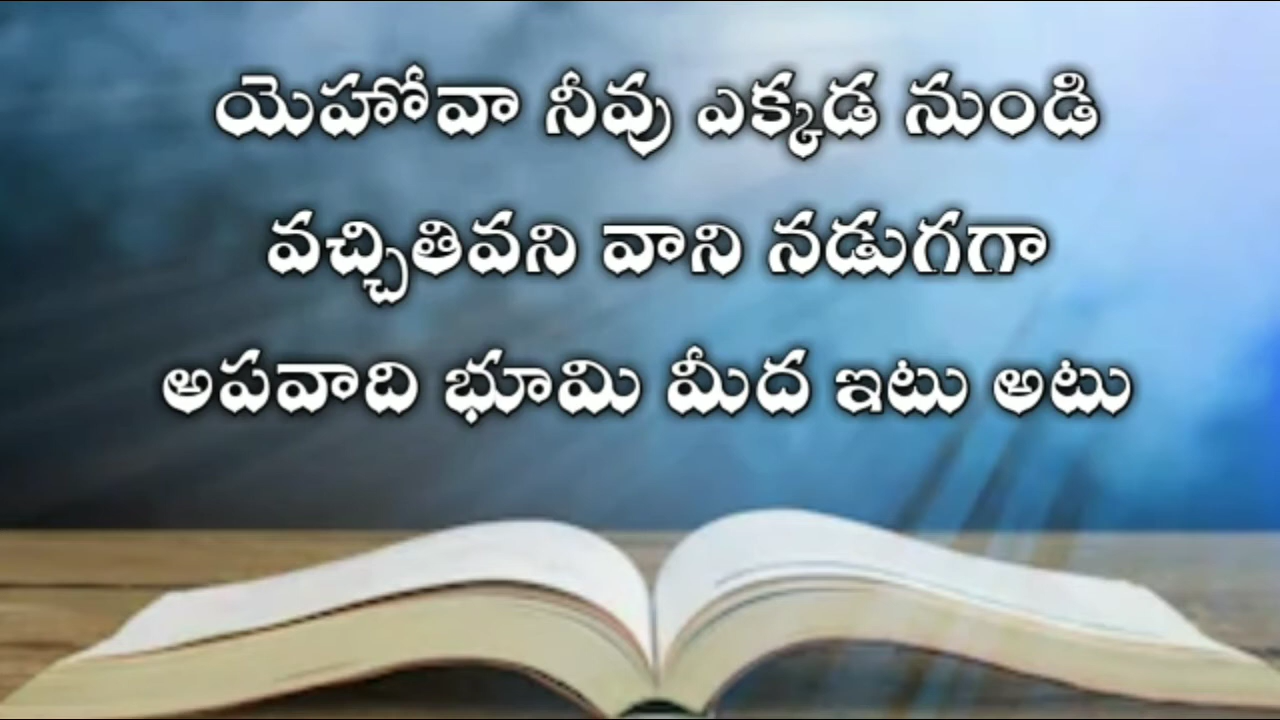 యెహోవా నీవు ఎక్కడ నుండి
వచ్చితివని వాని నడుగగా
అపవాది భూమి మీద ఇటు అటు